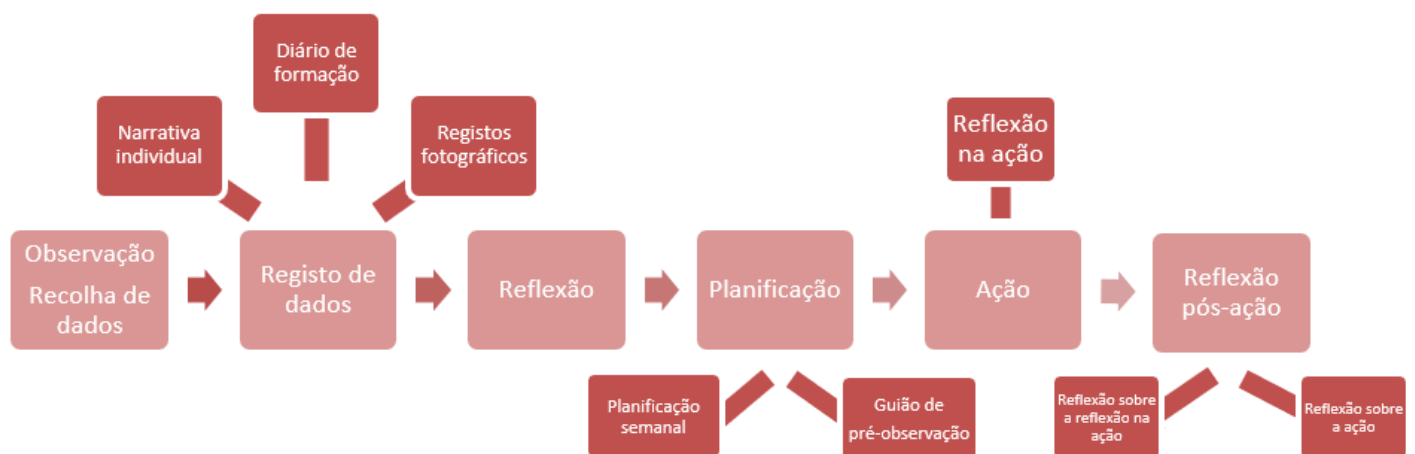 Diário de
formação
Narrativa
individual
Registos
fotográficos
Reflexão
na ação
Observação
Recolha de
dados
Registo de
dados
Reflexão
Planificação
Ação
Reflexão
pós-ação
Planificação
semanal
Guião de
pré-observação
Reflexão sobre
a reflexão na
ação
Reflexão sobre
a ação